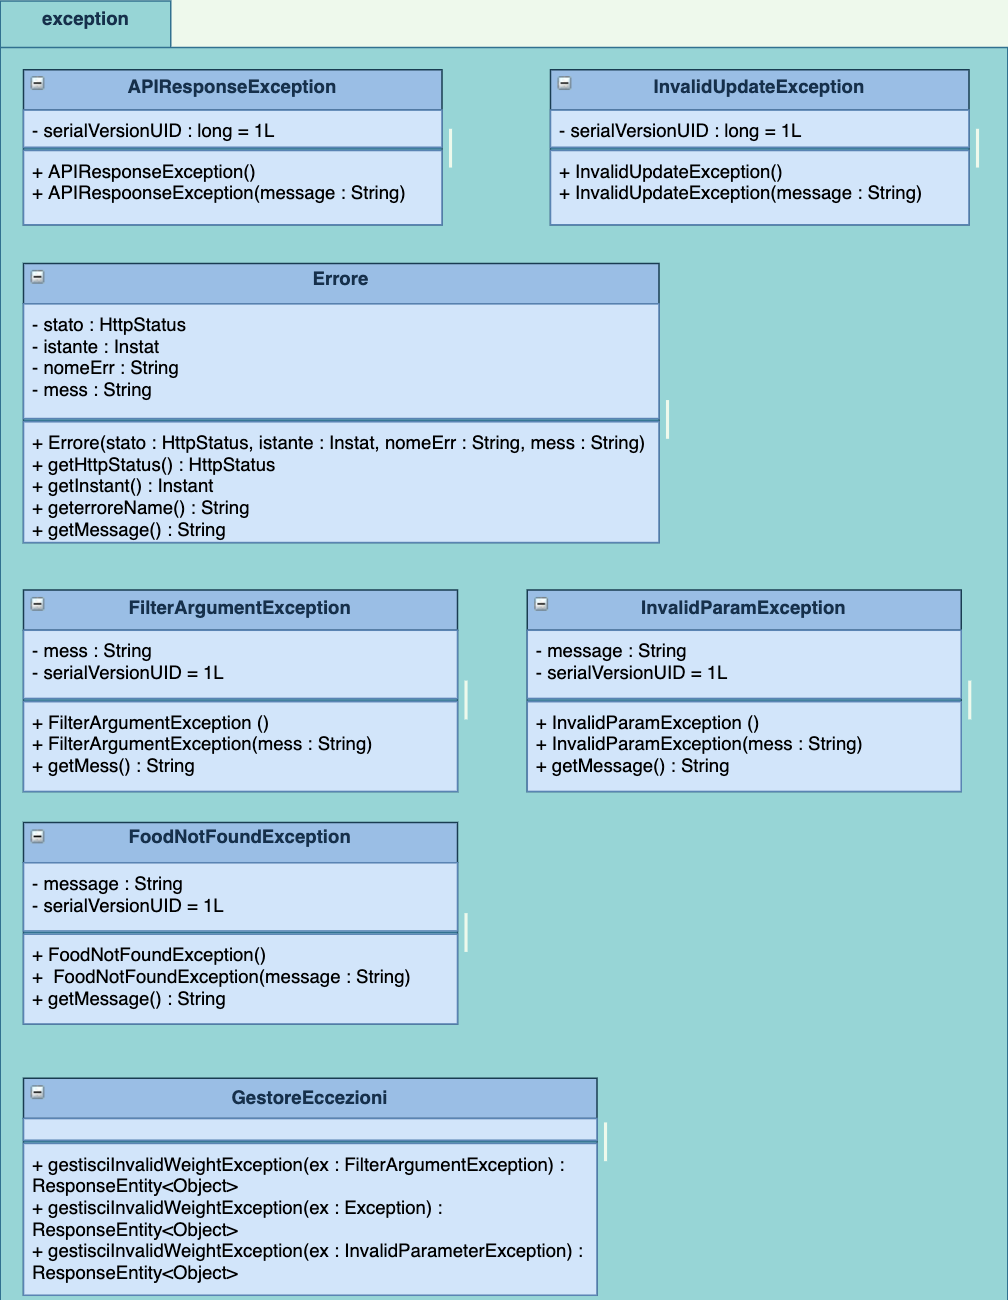 exception
APIResponseException
- serialVersionUID : long = 1L
+ APIResponseException()
+ APIRespoonseException(message : String)
InvalidUpdateException
- serialVersionUID : long = 1L
+ InvalidUpdateException()
+ InvalidUpdateException(message : String)
Errore
- stato : HttpStatus
- istante : Instat
- nomeErr : String
- mess : String
+ Errore(stato : HttpStatus, istante : Instat, nomeErr : String, mess : String)
+ getHttpStatus() : HttpStatus
+ getInstant() : Instant
+ geterroreName() : String
+ getMessage() : String
FilterArgumentException
- mess : String
- serialVersionUID = 1L
+ FilterArgumentException ()
+ FilterArgumentException(mess : String)
+ getMess() : String
InvalidParamException
- message : String
- serialVersionUID = 1L
+ InvalidParamException ()
+ InvalidParamException(mess : String)
+ getMessage() : String
FoodNotFoundException
- message : String
- serialVersionUID = 1L
+ FoodNotFoundException()
+  FoodNotFoundException(message : String)
+ getMessage() : String
GestoreEccezioni
+ gestisciInvalidWeightException(ex : FilterArgumentException) :
ResponseEntity<Object>
+ gestisciInvalidWeightException(ex : Exception) :
ResponseEntity<Object>
+ gestisciInvalidWeightException(ex : InvalidParameterException) :
ResponseEntity<Object>